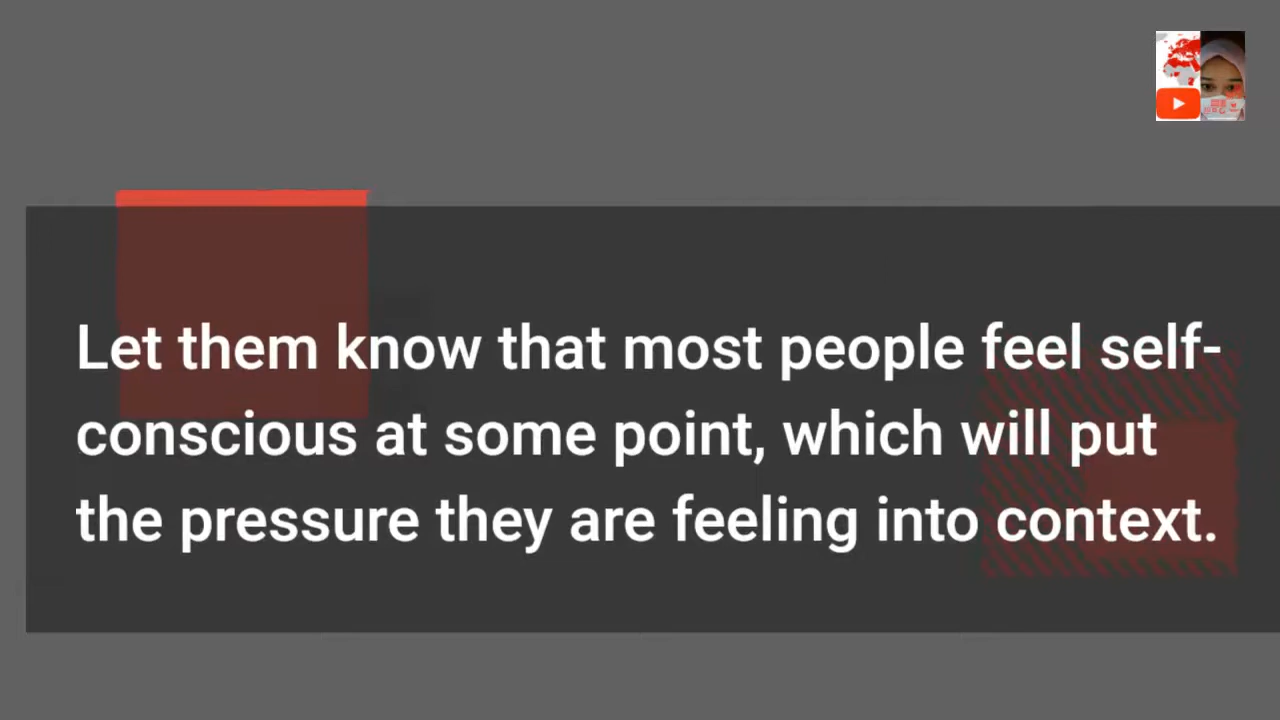 Let them know that most people feel self-
conscious at some point, which will put
the pressure they are feeling into context.